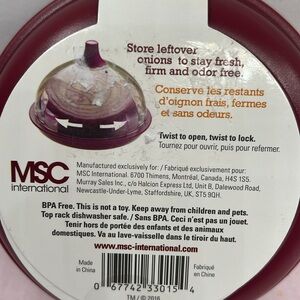 Store leftover
onions to stay fresh,
firm and odor free.
Conserve les restants
d'oignon frais, fermes
et sans odeurs.
Twist to open, twist to lock.
Tournez pour ouvrir, puis pour refermer.
MSC
international
Manufactured exclusively for: / Fabriqué exclusivement pour:
MSC International. 6700 Thimens, Montréal, Canada, H4S 1S5.
Murray Sales Inc., c/o Halcion Express Ltd, Unit 8, Dalewood Road,
Newcastle-Under-Lyme, Staffordshire, UK, ST5 9QH.
BPA Free. This is not a toy. Keep away from children and pets.
Top rack dishwasher safe. / Sans BPA. Ceci n'est pas un jouet.
Tenir hors de portée des enfants et des animaux
domestiques. Va au lave-vaisselle dans le tiroir du haut.
www.msc-international.com
Made
in China
Fabriqué
en Chine
0 67742 33015 4
TM / © 2016